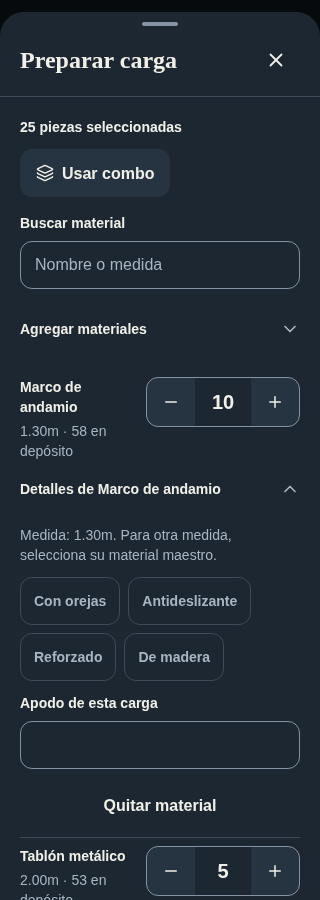 Preparar carga
25 piezas seleccionadas
Usar combo
Buscar material
Nombre o medida
Agregar materiales
Marco de
andamio
1.30m · 58 en
depósito
− 10 +
Detalles de Marco de andamio
Medida: 1.30m. Para otra medida,
selecciona su material maestro.
Con orejas
Antideslizante
Reforzado
De madera
Apodo de esta carga
Quitar material
Tablón metálico
2.00m · 53 en
depósito
− 5 +